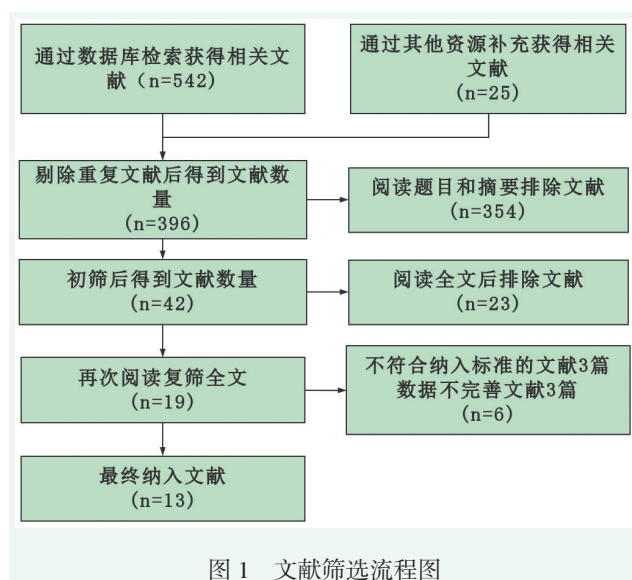 通过数据库检索获得相关文
献（n=542）
通过其他资源补充获得相关
文献
(n=25)
剔除重复文献后得到文献数
量
(n=396)
阅读题目和摘要排除文献
(n=354)
初筛后得到文献数量
(n=42)
阅读全文后排除文献
(n=23)
再次阅读复筛全文
(n=19)
不符合纳入标准的文献3篇
数据不完善文献3篇
(n=6)
最终纳入文献
(n=13)
图 1　文献筛选流程图